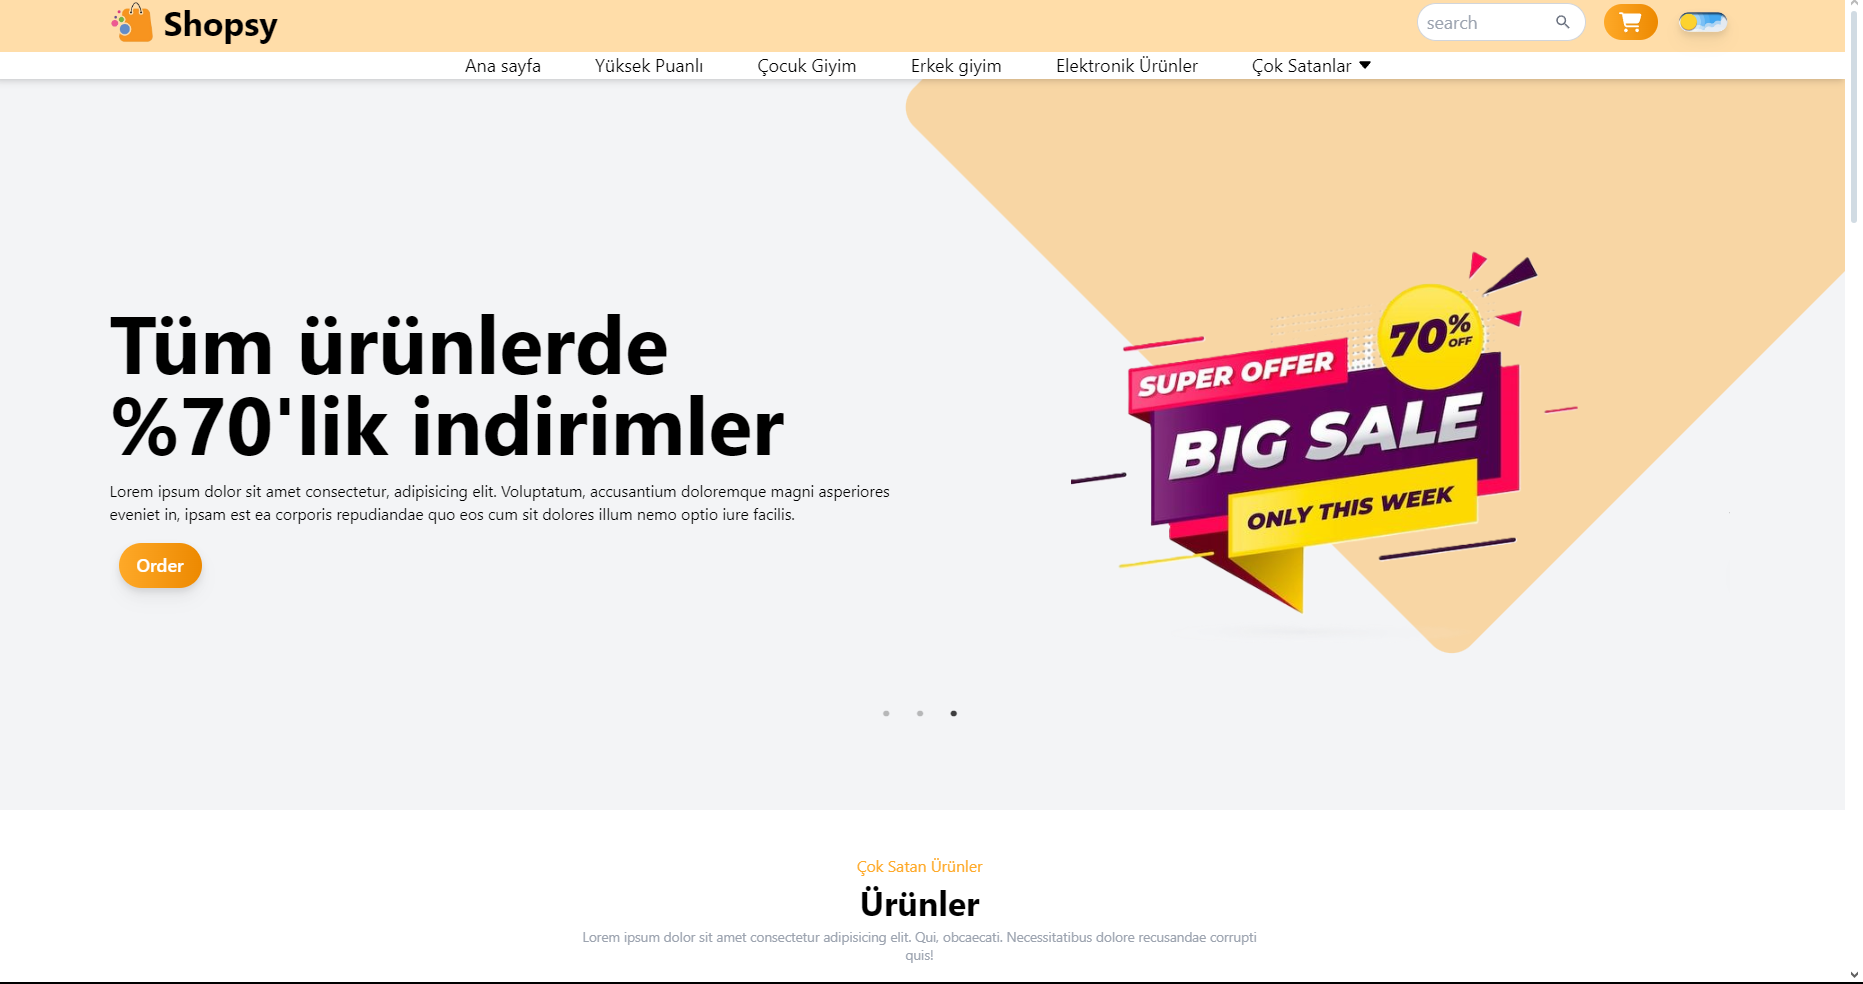 Shopsy
search
Ana sayfa
Yüksek Puanlı
Çocuk Giyim
Erkek giyim
Elektronik Ürünler
Çok Satanlar
Tüm ürünlerde
%70'lik indirimler
Lorem ipsum dolor sit amet consectetur, adipisicing elit. Voluptatum, accusantium doloremque magni asperiores
eveniet in, ipsam est ea corporis repudiandae quo eos cum sit dolores illum nemo optio iure facilis.
Order
70%
OFF
SUPER OFFER
BIG SALE
ONLY THIS WEEK
Çok Satan Ürünler
Ürünler
Lorem ipsum dolor sit amet consectetur adipisicing elit. Qui, obcaecati. Necessitatibus dolore recusandae corrupti
quis!